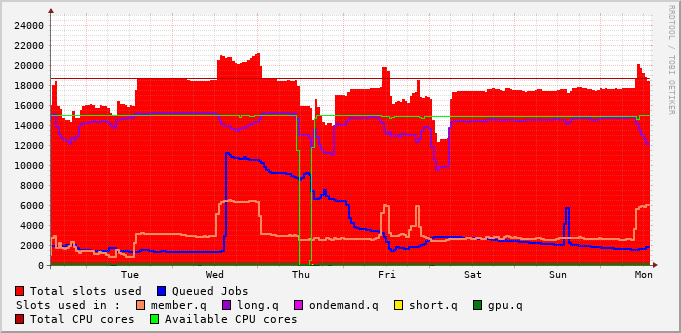 RRDTOOL / TOBI OETIKER
24000
22000
20000
18000
16000
14000
12000
10000
8000
6000
4000
2000
0
Tue Wed Thu Fri Sat Sun Mon
Total slots used Queued Jobs
Slots used in : member.q long.q ondemand.q short.q gpu.q
Total CPU cores Available CPU cores